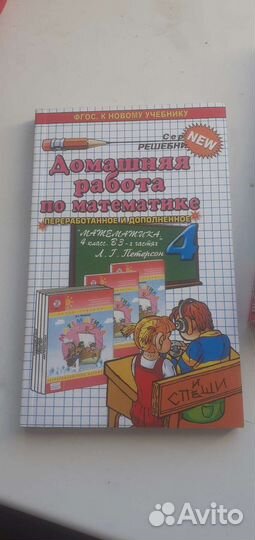 ФГОС. К НОВОМУ УЧЕБНИКУ
NEW
Домашняя
работа
по математике
ПЕРЕРАБОТАННОЕ И ДОПОЛНЕННОЕ
"МАТЕМАТИКА.
4 класс. В 3-х частях"
Л. Г. Петерсон
4
И
СПЕШИ
Avito